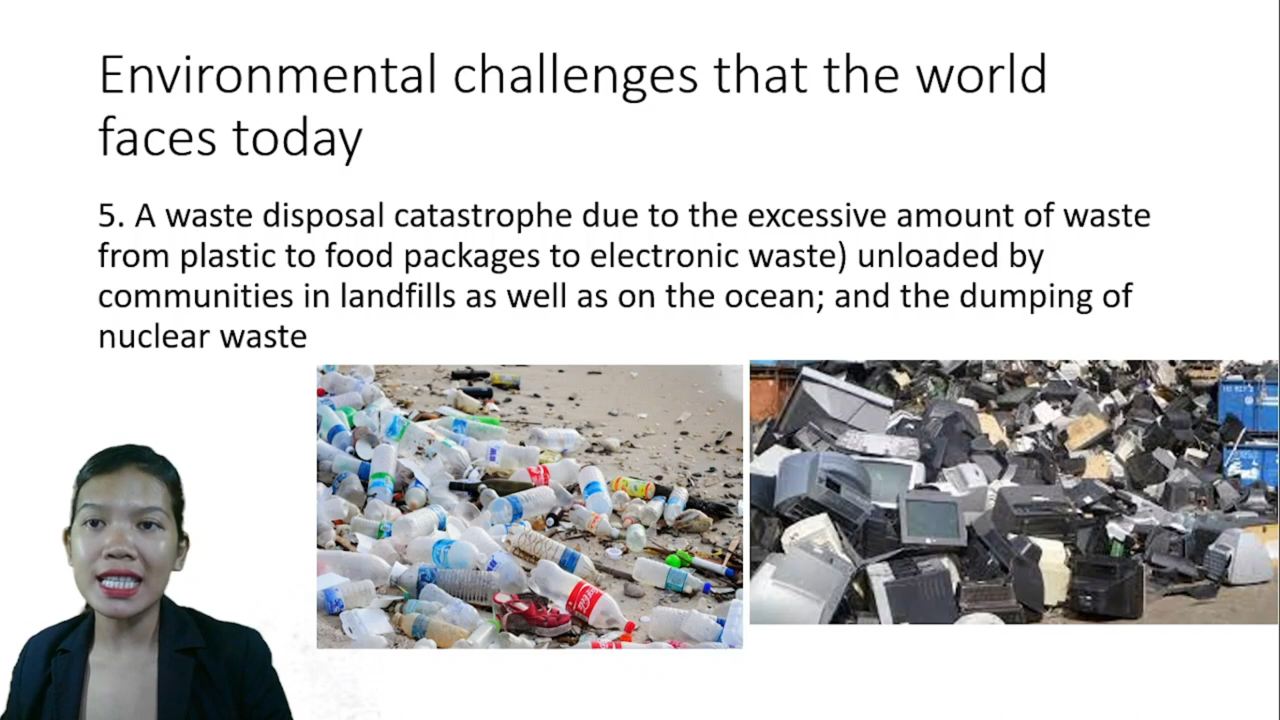 Environmental challenges that the world
faces today
5. A waste disposal catastrophe due to the excessive amount of waste
from plastic to food packages to electronic waste) unloaded by
communities in landfills as well as on the ocean; and the dumping of
nuclear waste